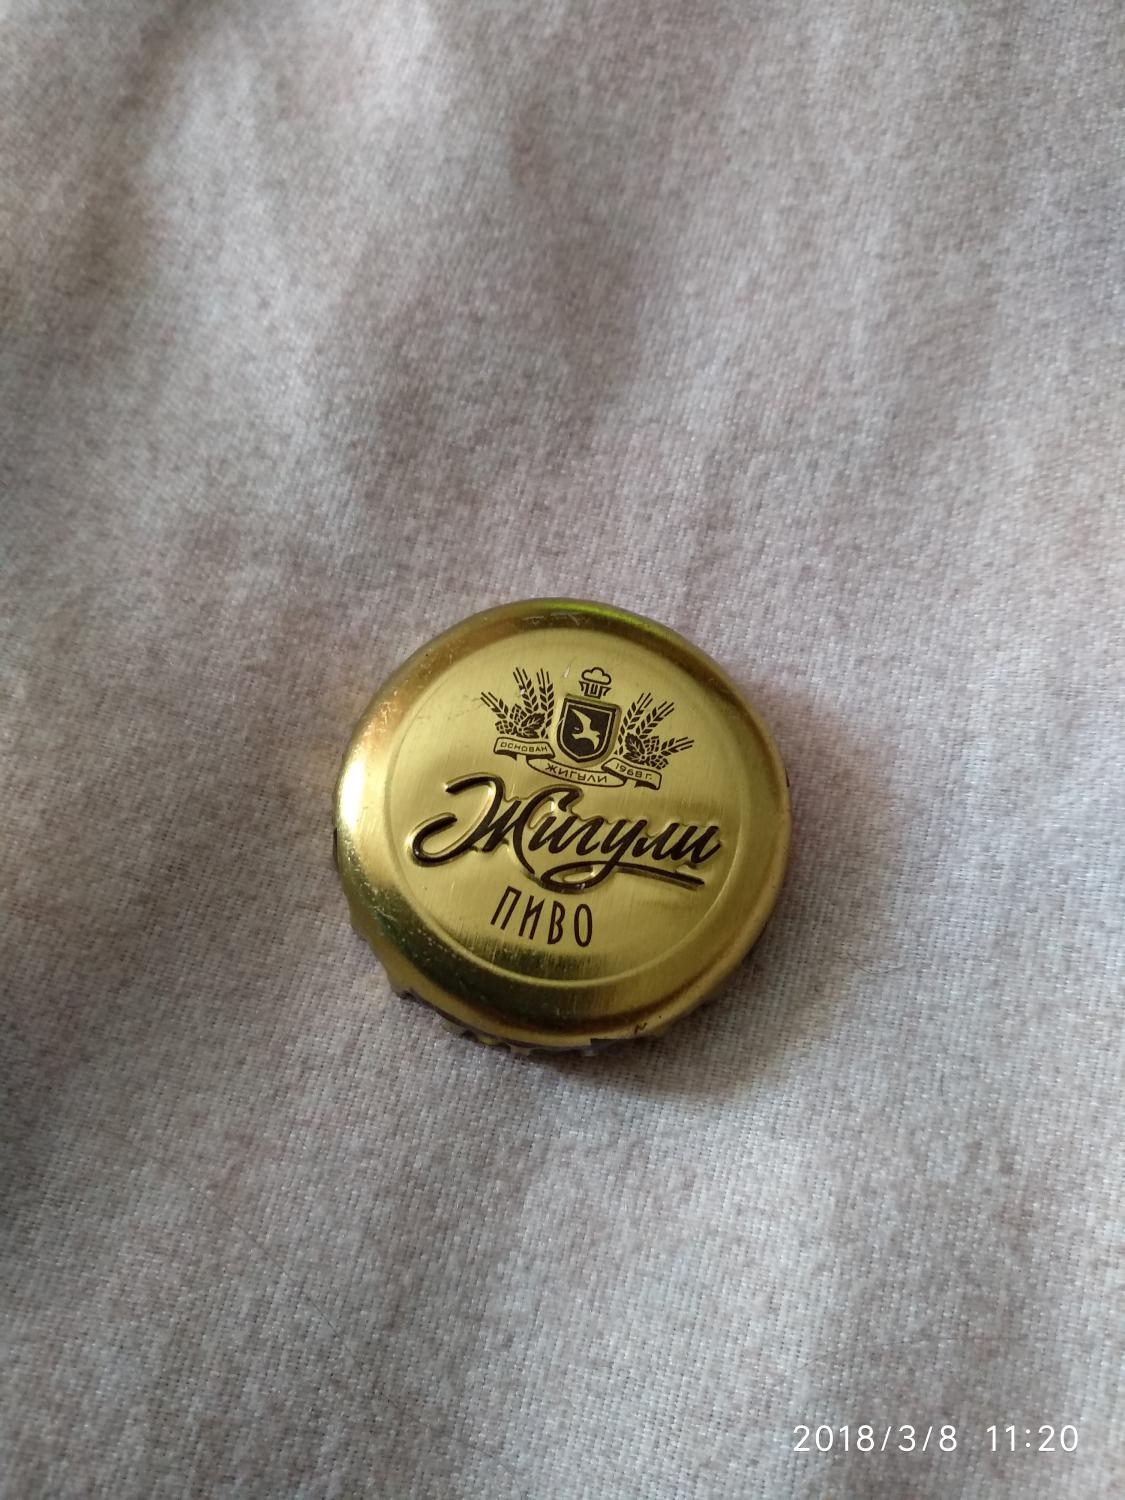 ОСНОВАН
ЖИГУЛИ
1968 г.
Жигули
ПИВО
2018/3/8 11:20